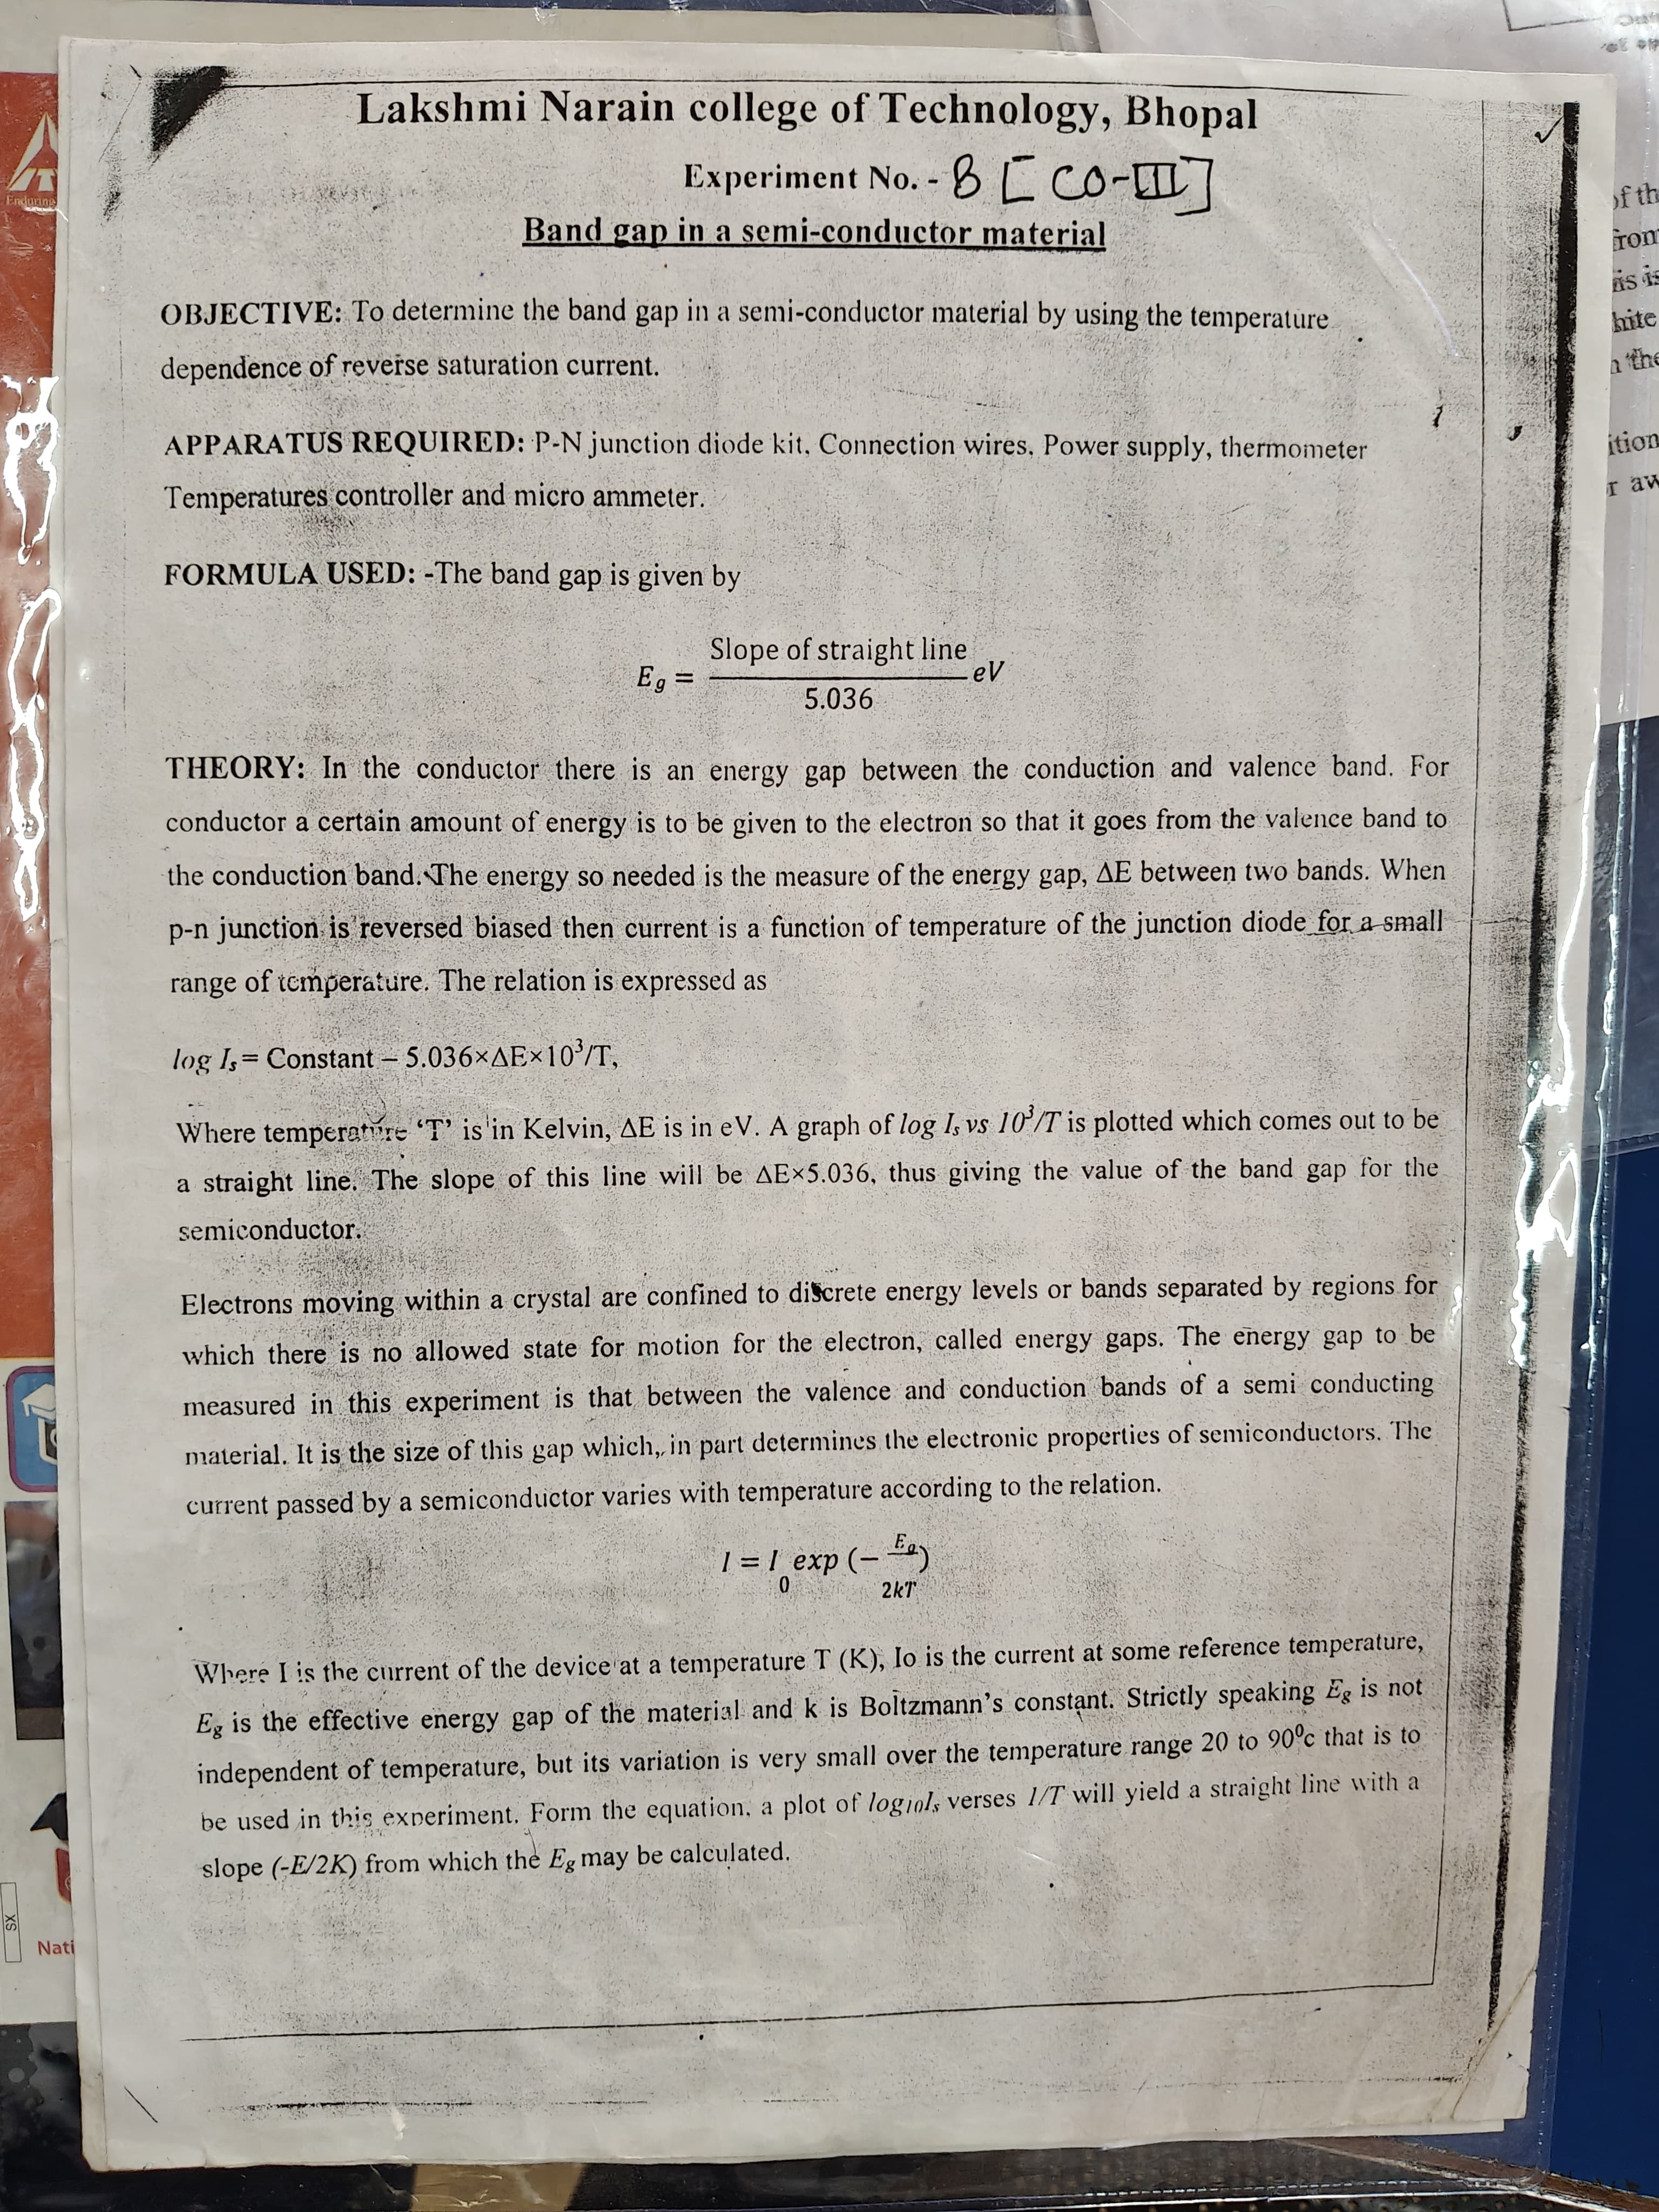 Lakshmi Narain college of Technology, Bhopal
Experiment No. - 8 [CO-III]
Band gap in a semi-conductor material
OBJECTIVE: To determine the band gap in a semi-conductor material by using the temperature
dependence of reverse saturation current.
APPARATUS REQUIRED: P-N junction diode kit, Connection wires, Power supply, thermometer
Temperatures controller and micro ammeter.
FORMULA USED: -The band gap is given by
E_g = Slope of straight line / 5.036 eV
THEORY: In the conductor there is an energy gap between the conduction and valence band. For
conductor a certain amount of energy is to be given to the electron so that it goes from the valence band to
the conduction band. The energy so needed is the measure of the energy gap, ΔE between two bands. When
p-n junction is reversed biased then current is a function of temperature of the junction diode for a small
range of temperature. The relation is expressed as
log I_s = Constant – 5.036×ΔE×10³/T,
Where temperature ‘T’ is in Kelvin, ΔE is in eV. A graph of log I_s vs 10³/T is plotted which comes out to be
a straight line. The slope of this line will be ΔE×5.036, thus giving the value of the band gap for the
semiconductor.
Electrons moving within a crystal are confined to discrete energy levels or bands separated by regions for
which there is no allowed state for motion for the electron, called energy gaps. The energy gap to be
measured in this experiment is that between the valence and conduction bands of a semi conducting
material. It is the size of this gap which, in part determines the electronic properties of semiconductors. The
current passed by a semiconductor varies with temperature according to the relation.
I = I_0 exp (− E_g / 2kT)
Where I is the current of the device at a temperature T (K), Io is the current at some reference temperature,
E_g is the effective energy gap of the material and k is Boltzmann’s constant. Strictly speaking E_g is not
independent of temperature, but its variation is very small over the temperature range 20 to 90⁰c that is to
be used in this experiment. Form the equation, a plot of log₁₀I_s verses 1/T will yield a straight line with a
slope (-E/2K) from which the E_g may be calculated.
Enduring
SX
Nati
of th
from
his is
hite
n the
ition
r aw